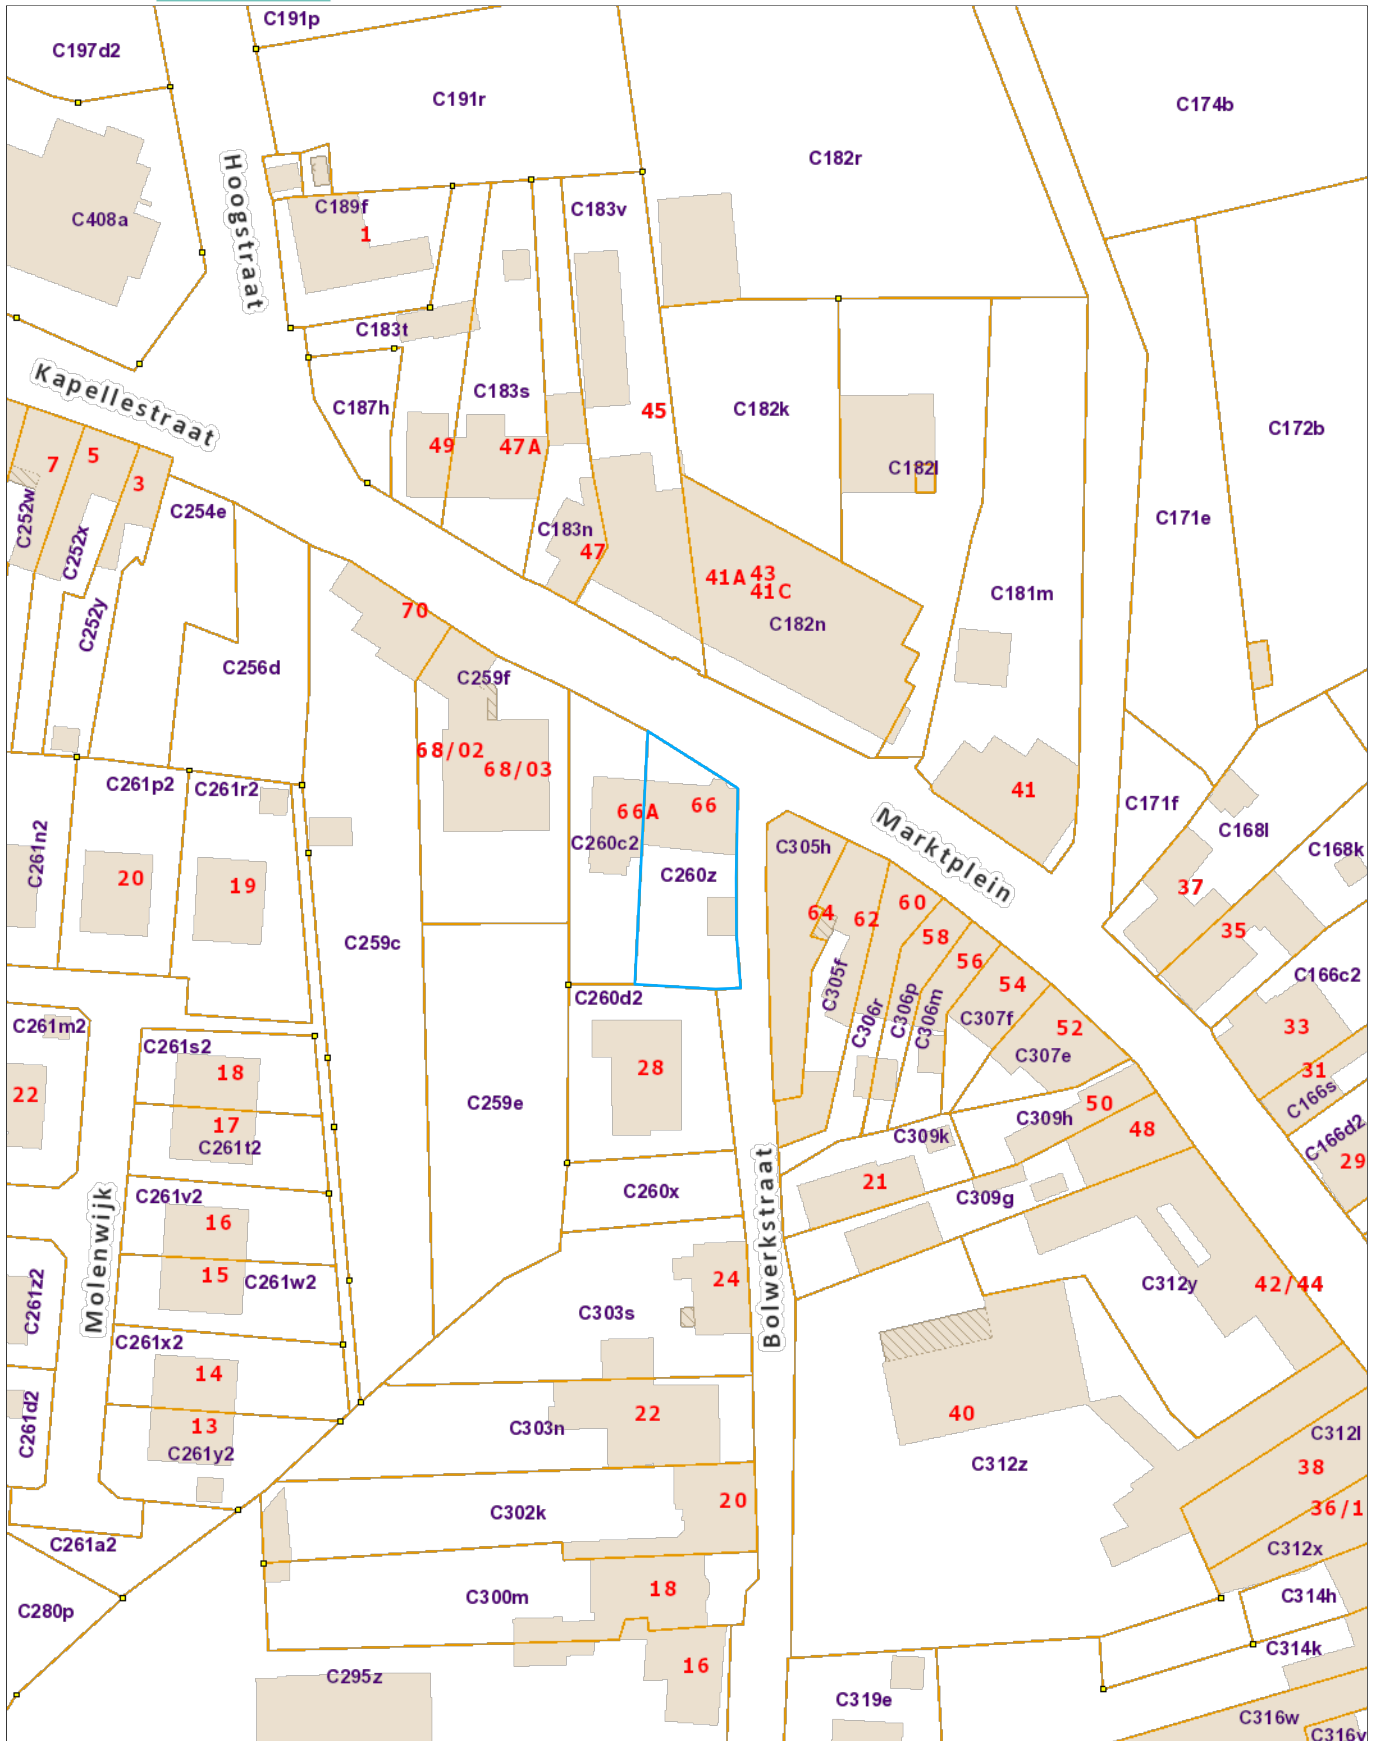 C191p
C197d2
C191r
C174b
C182r
Hoogstraat
C189f
C183v
C408a
1
C183t
Kapellestraat
C183s
C187h
45
C182k
C172b
49
47A
7
5
3
C182l
C252w
C252x
C254e
C183n
47
C171e
41A
43
41C
C182n
C181m
C252y
70
C256d
C259f
68/02
68/03
C261p2
C261r2
41
C171f
66A
66
C260c2
C260z
Marktplein
C168l
C168k
C305h
C261n2
20
19
37
35
64
62
60
58
56
54
52
C259c
C305f
C306r
C306p
C306m
C307f
C307e
C166c2
33
31
C166s
C166d2
29
C260d2
C261m2
C261s2
18
17
C261t2
22
28
C259e
C309k
C309h
50
48
21
C309g
C260x
C261v2
16
15
C261w2
Molenwijk
Bolwerkstraat
C261z2
24
C303s
C312y
42/44
C261x2
14
13
C261y2
C261d2
22
C303n
40
C312z
C312l
38
36/1
C312x
20
C302k
C261a2
18
C300m
C280p
C314h
C314k
16
C295z
C319e
C316w
C316v